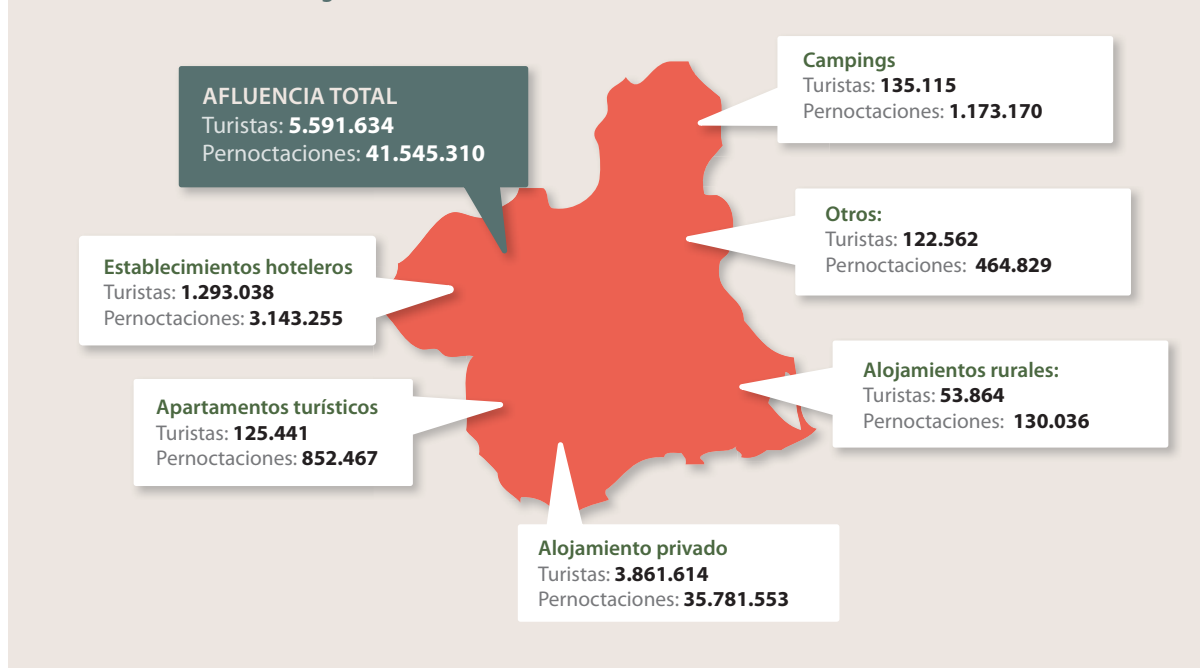 AFLUENCIA TOTAL
Turistas: 5.591.634
Pernoctaciones: 41.545.310
Campings
Turistas: 135.115
Pernoctaciones: 1.173.170
Otros:
Turistas: 122.562
Pernoctaciones: 464.829
Establecimientos hoteleros
Turistas: 1.293.038
Pernoctaciones: 3.143.255
Alojamientos rurales:
Turistas: 53.864
Pernoctaciones: 130.036
Apartamentos turísticos
Turistas: 125.441
Pernoctaciones: 852.467
Alojamiento privado
Turistas: 3.861.614
Pernoctaciones: 35.781.553